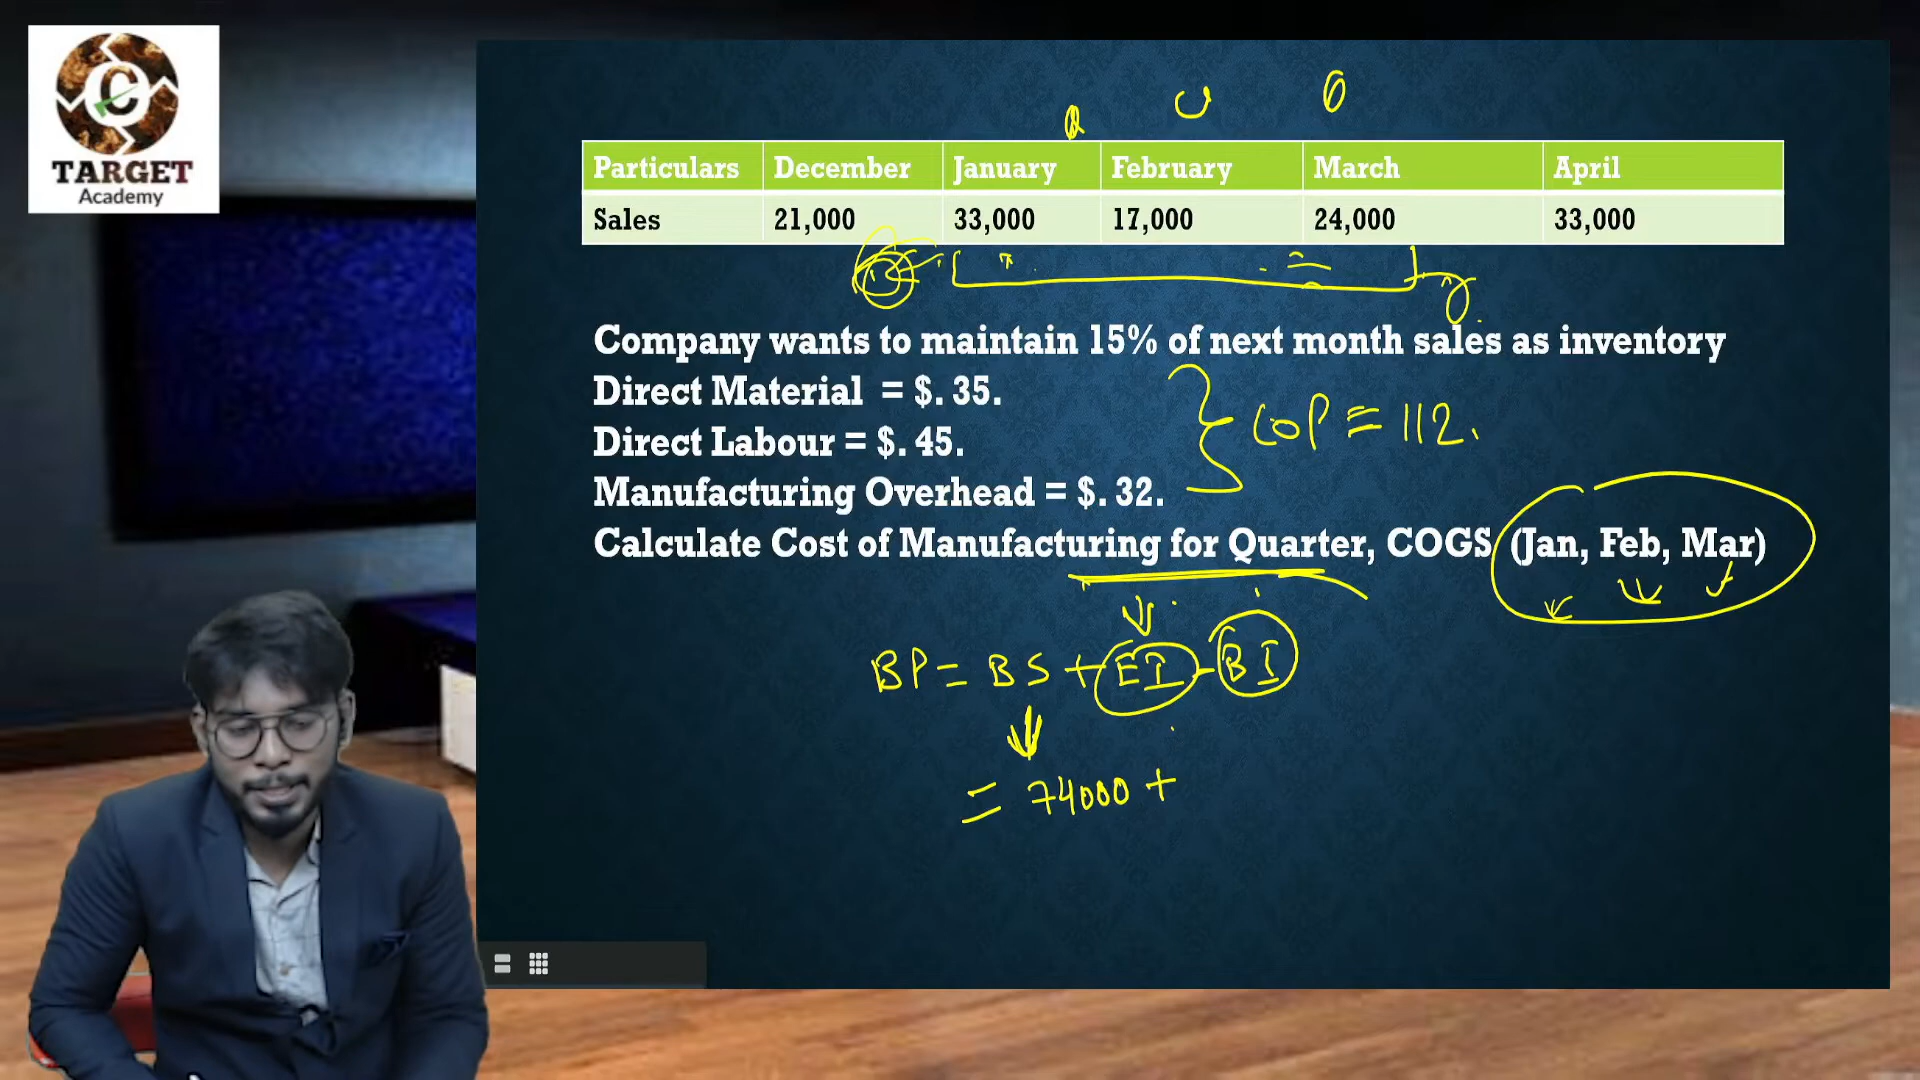 TARGET
Academy
Particulars December January February March April
Sales 21,000 33,000 17,000 24,000 33,000
Company wants to maintain 15% of next month sales as inventory
Direct Material = $. 35.
Direct Labour = $. 45.
Manufacturing Overhead = $. 32.
COP = 112.
Calculate Cost of Manufacturing for Quarter, COGS (Jan, Feb, Mar)
BP = BS + EI - BI
= 74000 +